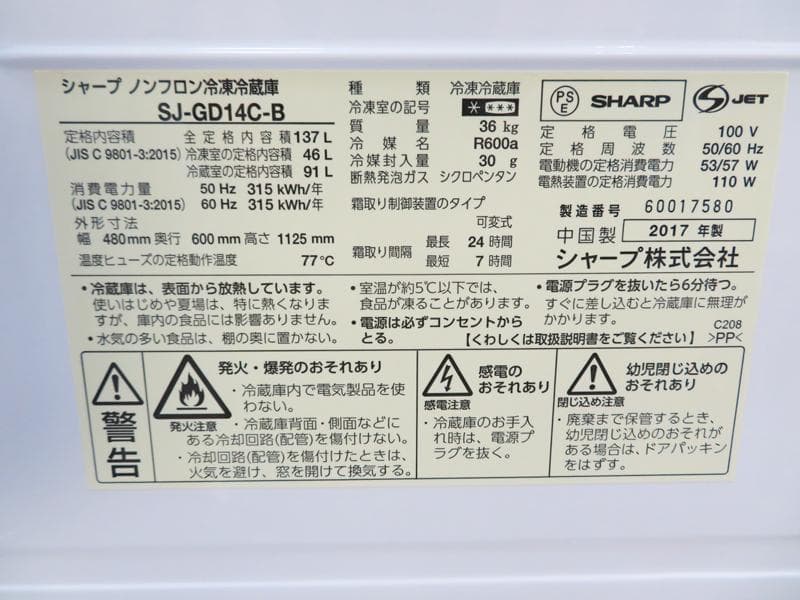 シャープ ノンフロン冷凍冷蔵庫
SJ-GD14C-B
定格内容積 全定格内容積 137 L
(JIS C 9801-3:2015) 冷凍室の定格内容積 46 L
冷蔵室の定格内容積 91 L
消費電力量 50 Hz 315 kWh/年
(JIS C 9801-3:2015) 60 Hz 315 kWh/年
外形寸法
幅 480mm 奥行 600 mm 高さ 1125 mm
温度ヒューズの定格動作温度 77℃
種類 冷凍冷蔵庫
冷凍室の記号 * ***
質量 36 kg
冷媒名 R600a
冷媒封入量 30 g
断熱発泡ガス シクロペンタン
霜取り制御装置のタイプ
可変式
霜取り間隔 最長 24 時間
最短 7 時間
PS
E
SHARP
S JET
定格電圧 100 V
定格周波数 50/60 Hz
電動機の定格消費電力 53/57 W
電熱装置の定格消費電力 110 W
製造番号 60017580
中国製 2017 年製
シャープ株式会社
・冷蔵庫は、表面から放熱しています。
使いはじめや夏場は、特に熱くなりま
すが、庫内の食品には影響ありません。
・水気の多い食品は、棚の奥に置かない。
・室温が約5℃以下では、
食品が凍ることがあります。
・電源は必ずコンセントから
とる。
・電源プラグを抜いたら6分待つ。
すぐに差し込むと冷蔵庫に無理が
かかります。
C208
【くわしくは取扱説明書をご覧ください】 >PP<
警告
発火・爆発のおそれあり
発火注意
・冷蔵庫内で電気製品を使
わない。
・冷蔵庫背面・側面などに
ある冷却回路(配管)を傷付けない。
・冷却回路(配管)を傷付けたときは、
火気を避け、窓を開けて換気する。
感電の
おそれあり
感電注意
・冷蔵庫のお手入
れ時は、電源プ
ラグを抜く。
幼児閉じ込めの
おそれあり
閉じ込め注意
・廃棄まで保管するとき、
幼児閉じ込めのおそれが
ある場合は、ドアパッキン
をはずす。